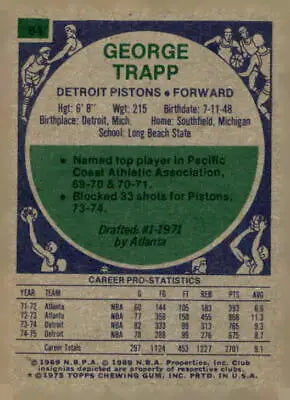 GEORGE
TRAPP
DETROIT PISTONS • FORWARD
Hgt: 6' 8" Wgt: 215 Birthdate: 7-11-48
Birthplace: Detroit, Mich. Home: Southfield, Michigan
School: Long Beach State
• Named top player in Pacific
Coast Athletic Association,
69-70 & 70-71.
• Blocked 33 shots for Pistons,
73-74.
Drafted: #1-1971
by Atlanta
CAREER PRO-STATISTICS
YEAR TEAM G FG FT REB PTS AVG
71-72 Atlanta NBA 60 144 105 183 393 6.6
72-73 Atlanta NBA 77 359 150 455 11.3
73-74 Detroit NBA 82 333 99 313 765 9.3
74-75 Detroit NBA 78 288 99 276 675 8.7
Career Totals 297 1124 453 1227 2701 9.1
© 1969 N.B.P.A. © 1969 NBA Properties, Inc. Club
insignias depicted are property of respective clubs.
© 1975 TOPPS CHEWING GUM, INC. PRTD. IN U.S.A.